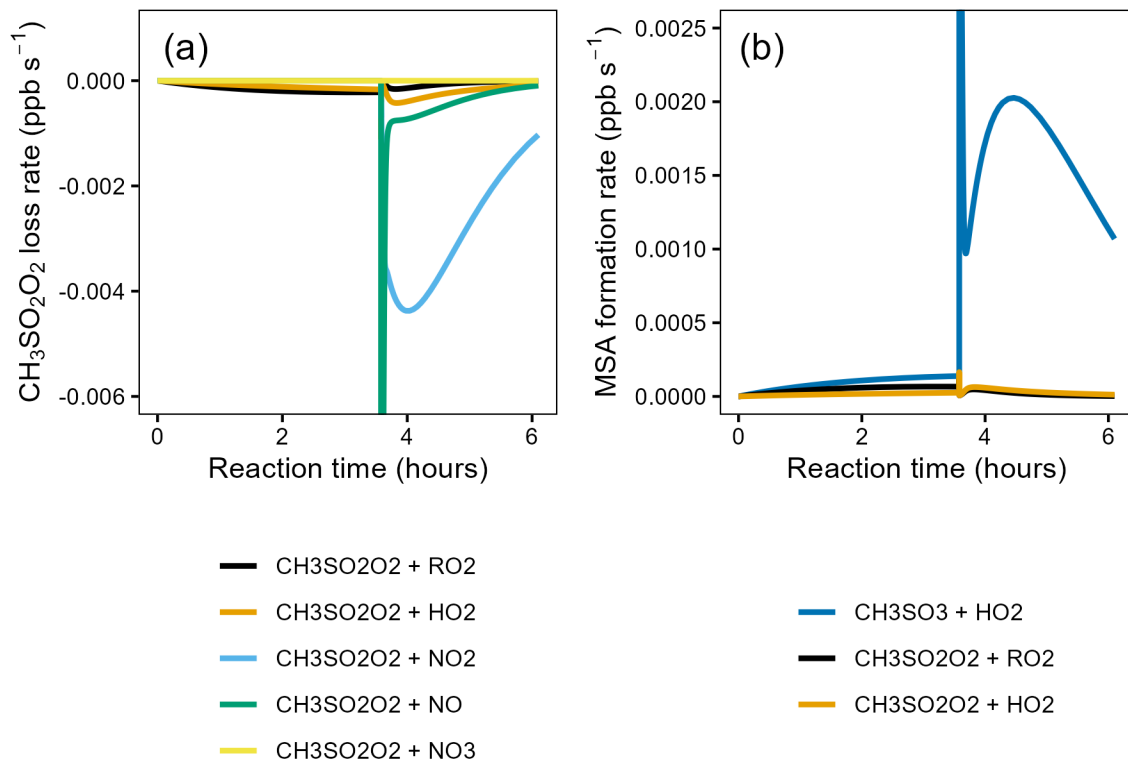 (a)
CH₃SO₂O₂ loss rate (ppb s⁻¹)
0.000
-0.002
-0.004
-0.006
0 2 4 6
Reaction time (hours)
(b)
MSA formation rate (ppb s⁻¹)
0.0025
0.0020
0.0015
0.0010
0.0005
0.0000
0 2 4 6
Reaction time (hours)
CH3SO2O2 + RO2
CH3SO2O2 + HO2
CH3SO2O2 + NO2
CH3SO2O2 + NO
CH3SO2O2 + NO3
CH3SO3 + HO2
CH3SO2O2 + RO2
CH3SO2O2 + HO2